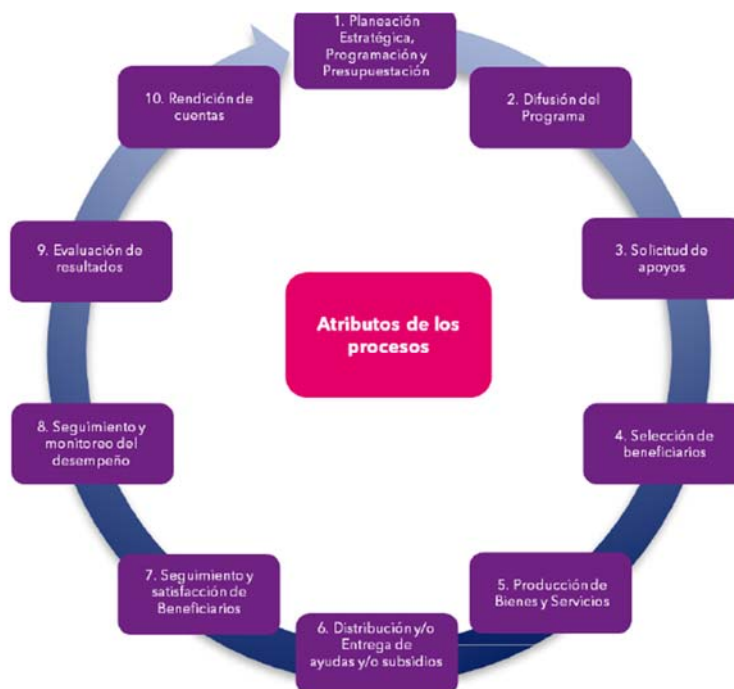 1. Planeación
Estratégica,
Programación y
Presupuestación
2. Difusión del
Programa
3. Solicitud de
apoyos
4. Selección de
beneficiarios
5. Producción de
Bienes y Servicios
6. Distribución y/o
Entrega de
ayudas y/o subsidios
7. Seguimiento y
satisfacción de
Beneficiarios
8. Seguimiento y
monitoreo del
desempeño
9. Evaluación de
resultados
10. Rendición de
cuentas
Atributos de los
procesos